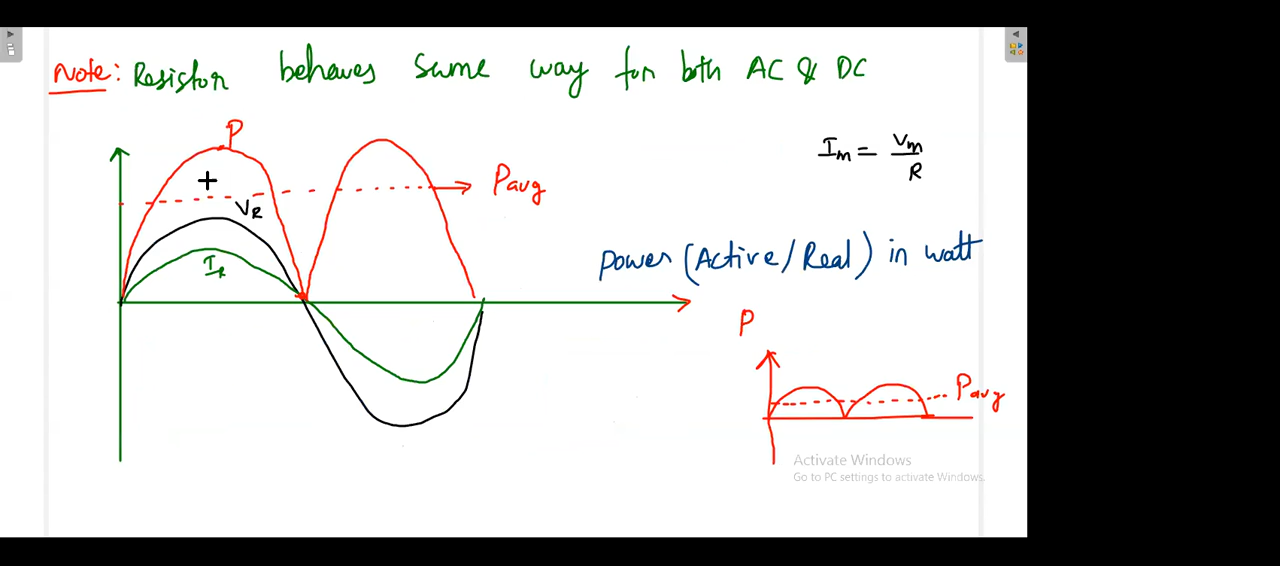 Note: Resistor behaves same way for both AC & DC
P
+
Pavg
VR
IR
Im = Vm/R
Power (Active/Real) in watt
P
Pavg
Activate Windows
Go to PC settings to activate Windows.